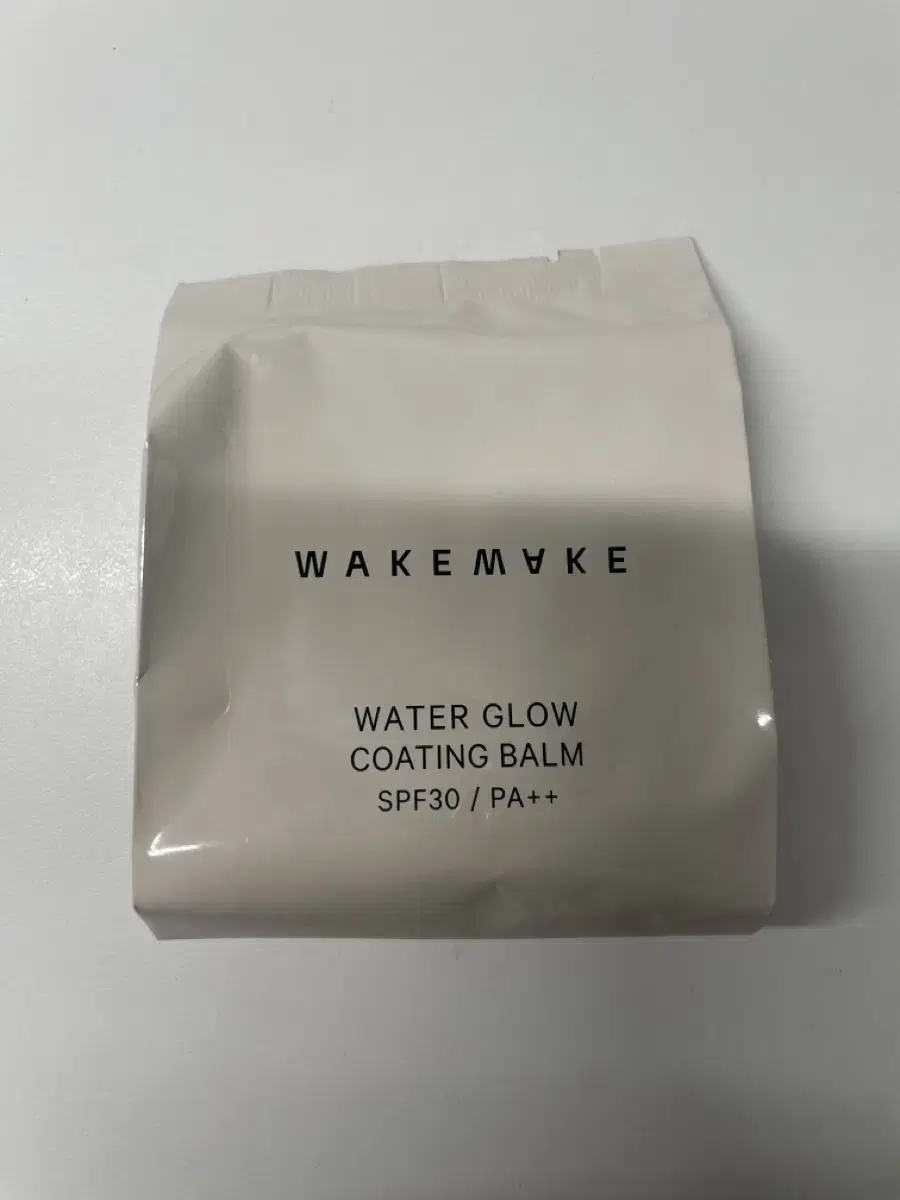 WAKEMAKE
WATER GLOW
COATING BALM
SPF30 / PA++